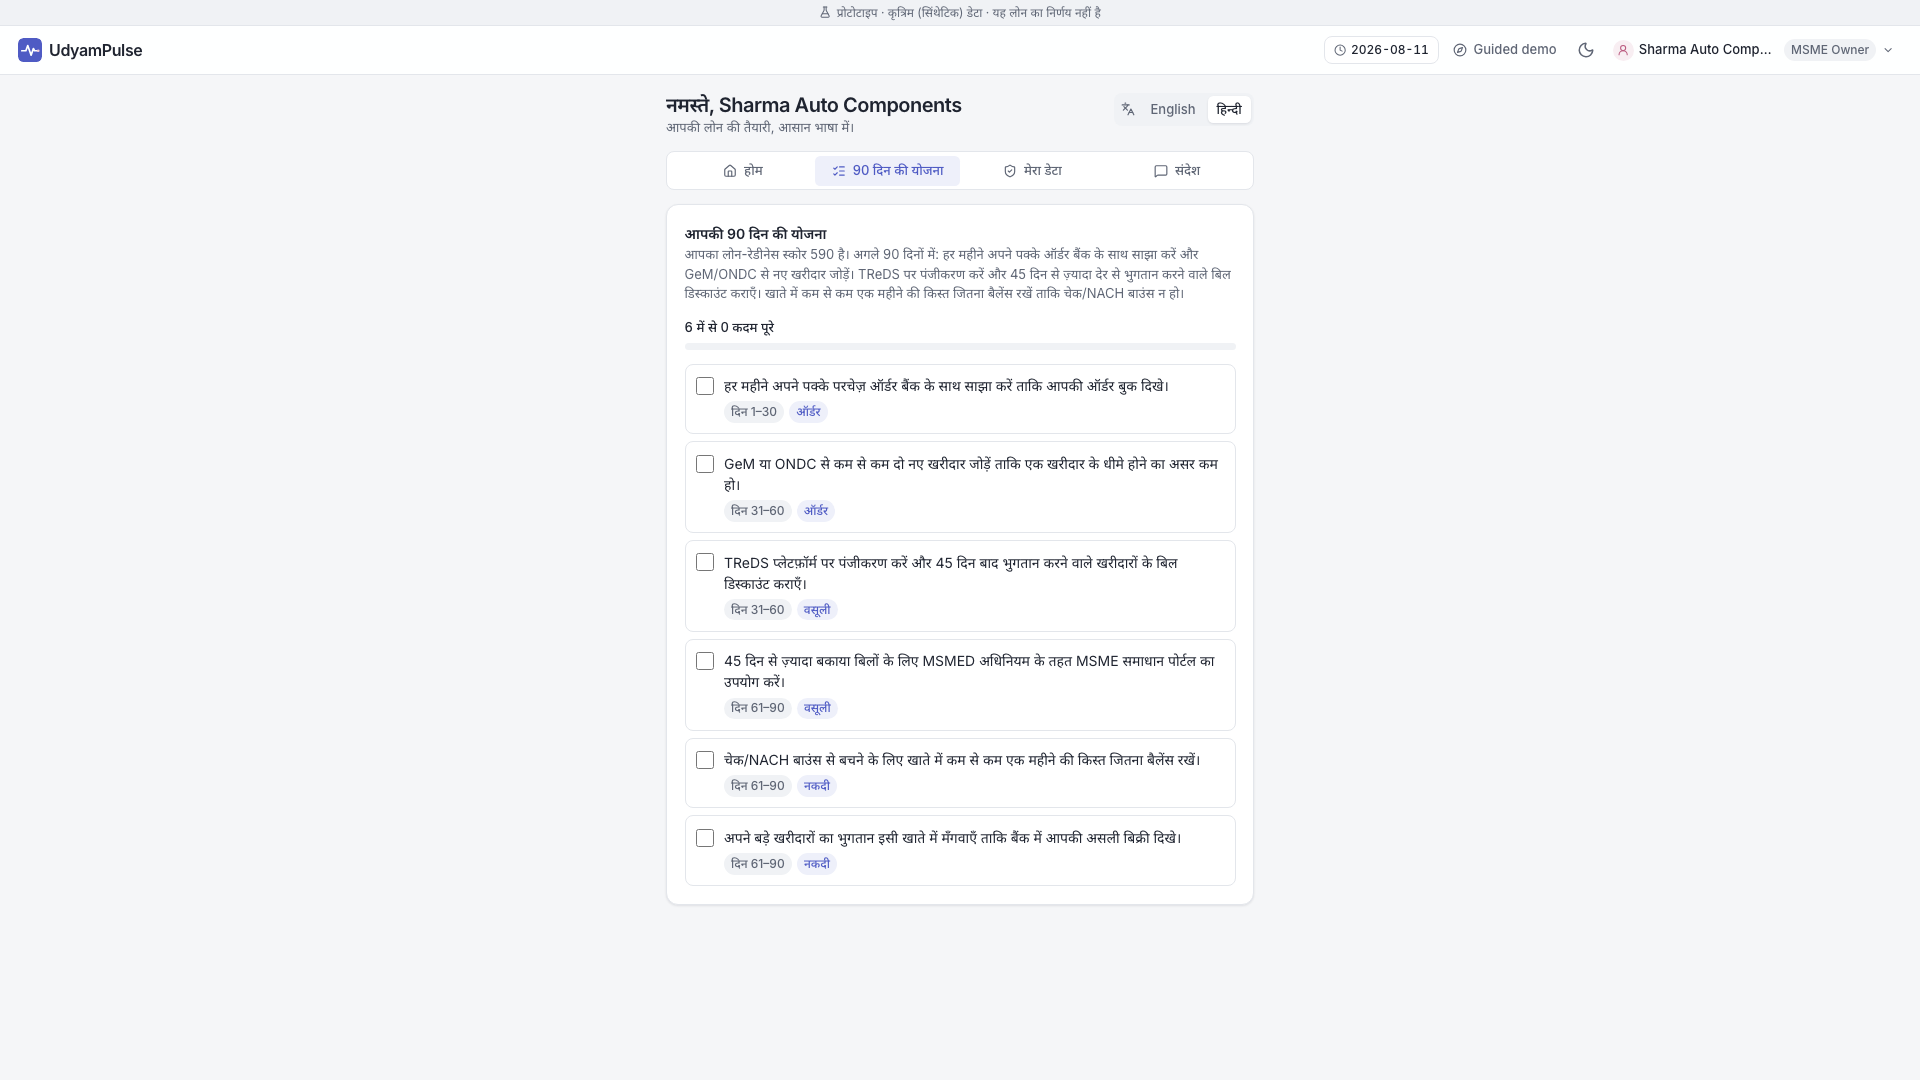 प्रोटोटाइप · कृत्रिम (सिंथेटिक) डेटा · यह लोन का निर्णय नहीं है
UdyamPulse
2026-08-11
Guided demo
Sharma Auto Comp...
MSME Owner
नमस्ते, Sharma Auto Components
English
हिन्दी
आपकी लोन की तैयारी, आसान भाषा में।
होम
90 दिन की योजना
मेरा डेटा
संदेश
आपकी 90 दिन की योजना
आपका लोन-रेडीनेस स्कोर 590 है। अगले 90 दिनों में: हर महीने अपने पक्के ऑर्डर बैंक के साथ साझा करें और
GeM/ONDC से नए खरीदार जोड़ें। TReDS पर पंजीकरण करें और 45 दिन से ज़्यादा देर से भुगतान करने वाले बिल
डिस्काउंट कराएँ। खाते में कम से कम एक महीने की किस्त जितना बैलेंस रखें ताकि चेक/NACH बाउंस न हो।
6 में से 0 कदम पूरे
हर महीने अपने पक्के परचेज़ ऑर्डर बैंक के साथ साझा करें ताकि आपकी ऑर्डर बुक दिखे।
दिन 1–30
ऑर्डर
GeM या ONDC से कम से कम दो नए खरीदार जोड़ें ताकि एक खरीदार के धीमे होने का असर कम
हो।
दिन 31–60
ऑर्डर
TReDS प्लेटफ़ॉर्म पर पंजीकरण करें और 45 दिन बाद भुगतान करने वाले खरीदारों के बिल
डिस्काउंट कराएँ।
दिन 31–60
वसूली
45 दिन से ज़्यादा बकाया बिलों के लिए MSMED अधिनियम के तहत MSME समाधान पोर्टल का
उपयोग करें।
दिन 61–90
वसूली
चेक/NACH बाउंस से बचने के लिए खाते में कम से कम एक महीने की किस्त जितना बैलेंस रखें।
दिन 61–90
नकदी
अपने बड़े खरीदारों का भुगतान इसी खाते में मँगवाएँ ताकि बैंक में आपकी असली बिक्री दिखे।
दिन 61–90
नकदी